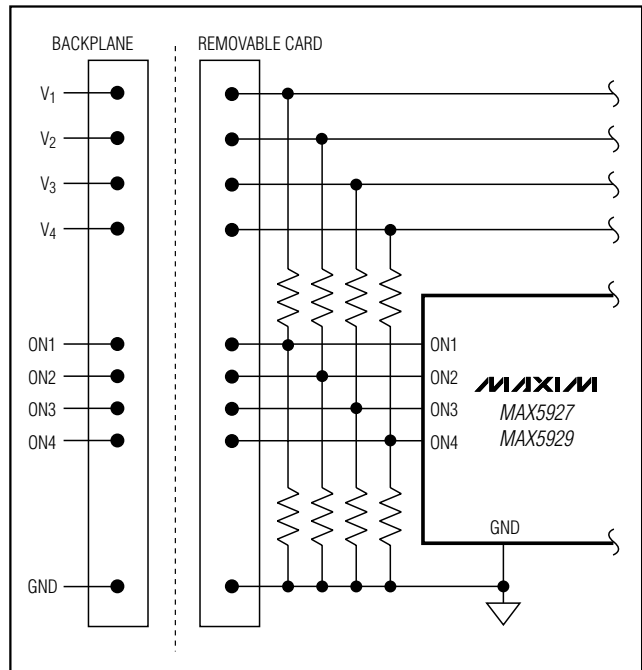 BACKPLANE
REMOVABLE CARD
V1
V2
V3
V4
ON1
ON2
ON3
ON4
GND
ON1
ON2
ON3
ON4
MAXIM
MAX5927
MAX5929
GND